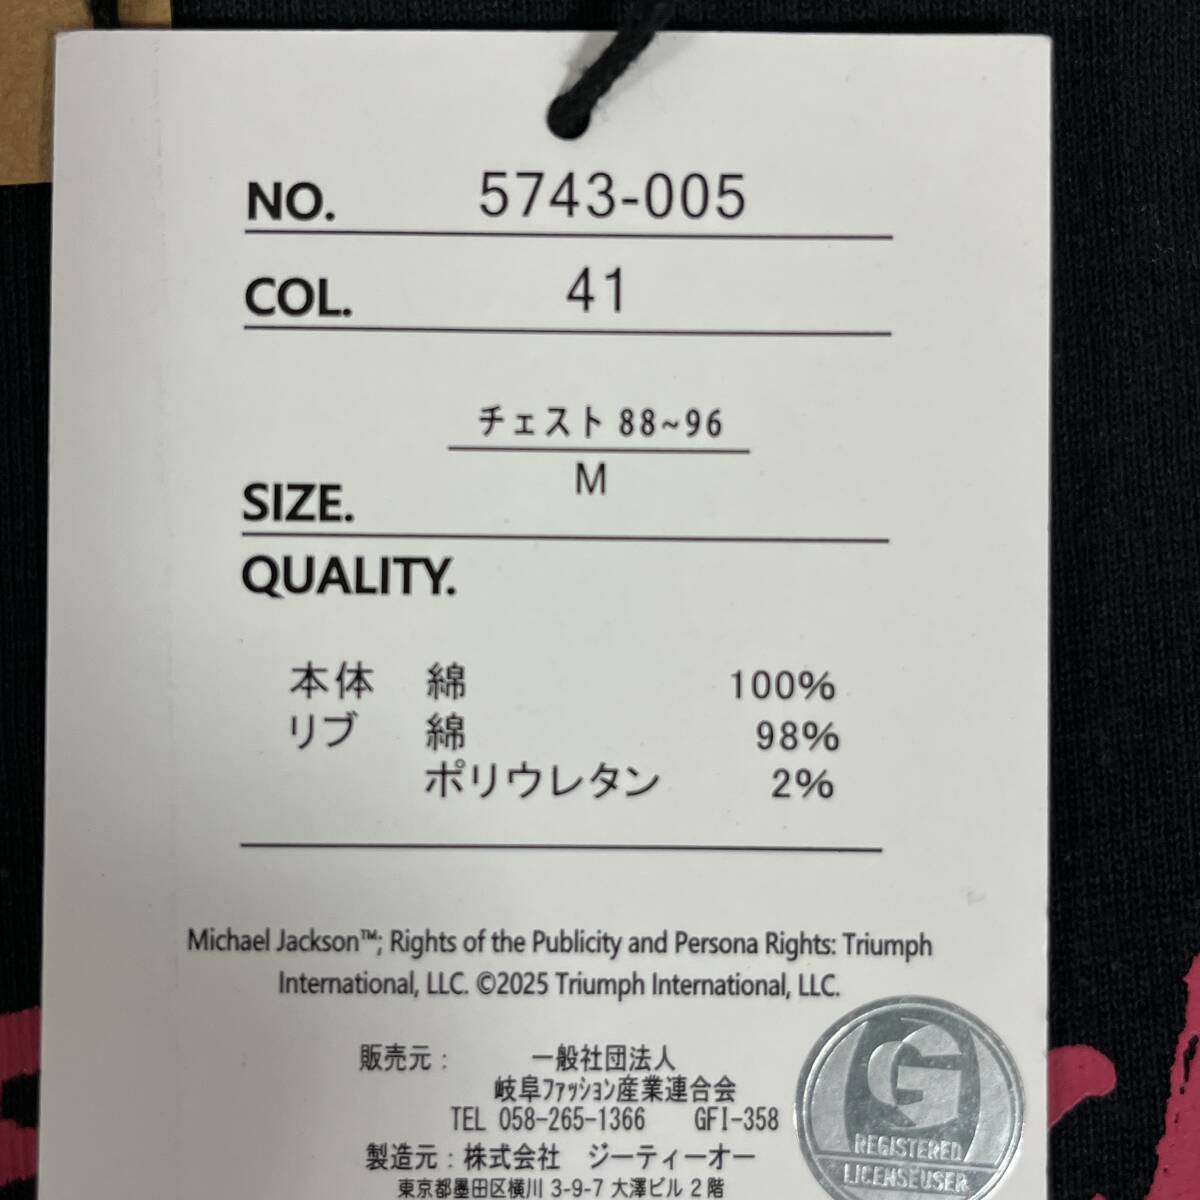 NO. 5743-005
COL. 41
チェスト 88~96
M
SIZE.
QUALITY.
本体 綿 100%
リブ 綿 98%
ポリウレタン 2%
Michael Jackson™; Rights of the Publicity and Persona Rights: Triumph
International, LLC. ©2025 Triumph International, LLC.
販売元： 一般社団法人
岐阜ﾌｧｯｼｮﾝ産業連合会
TEL 058-265-1366 GFI-358
製造元：株式会社 ジーティーオー
東京都墨田区横川 3-9-7 大澤ビル 2 階
G
REGISTERED
LICENSE USER